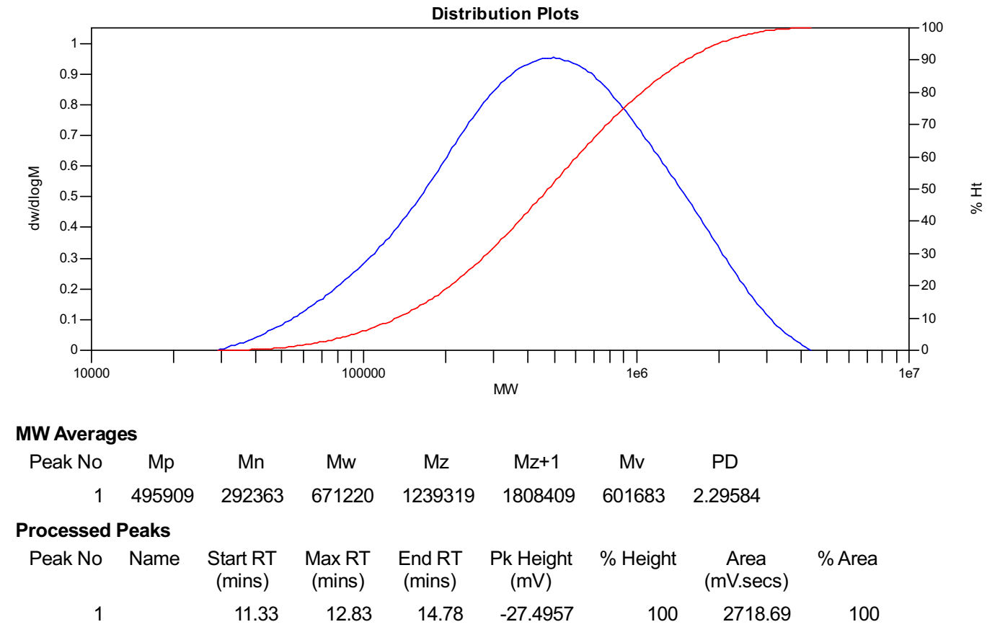 Distribution Plots
1
0.9
0.8
0.7
0.6
0.5
0.4
0.3
0.2
0.1
0
dw/dlogM
100
90
80
70
60
50
40
30
20
10
0
% Ht
10000 100000 1e6 1e7
MW
MW Averages
Peak No Mp Mn Mw Mz Mz+1 Mv PD
1 495909 292363 671220 1239319 1808409 601683 2.29584
Processed Peaks
Peak No Name Start RT Max RT End RT Pk Height % Height Area % Area
(mins) (mins) (mins) (mV) (mV.secs)
1 11.33 12.83 14.78 -27.4957 100 2718.69 100